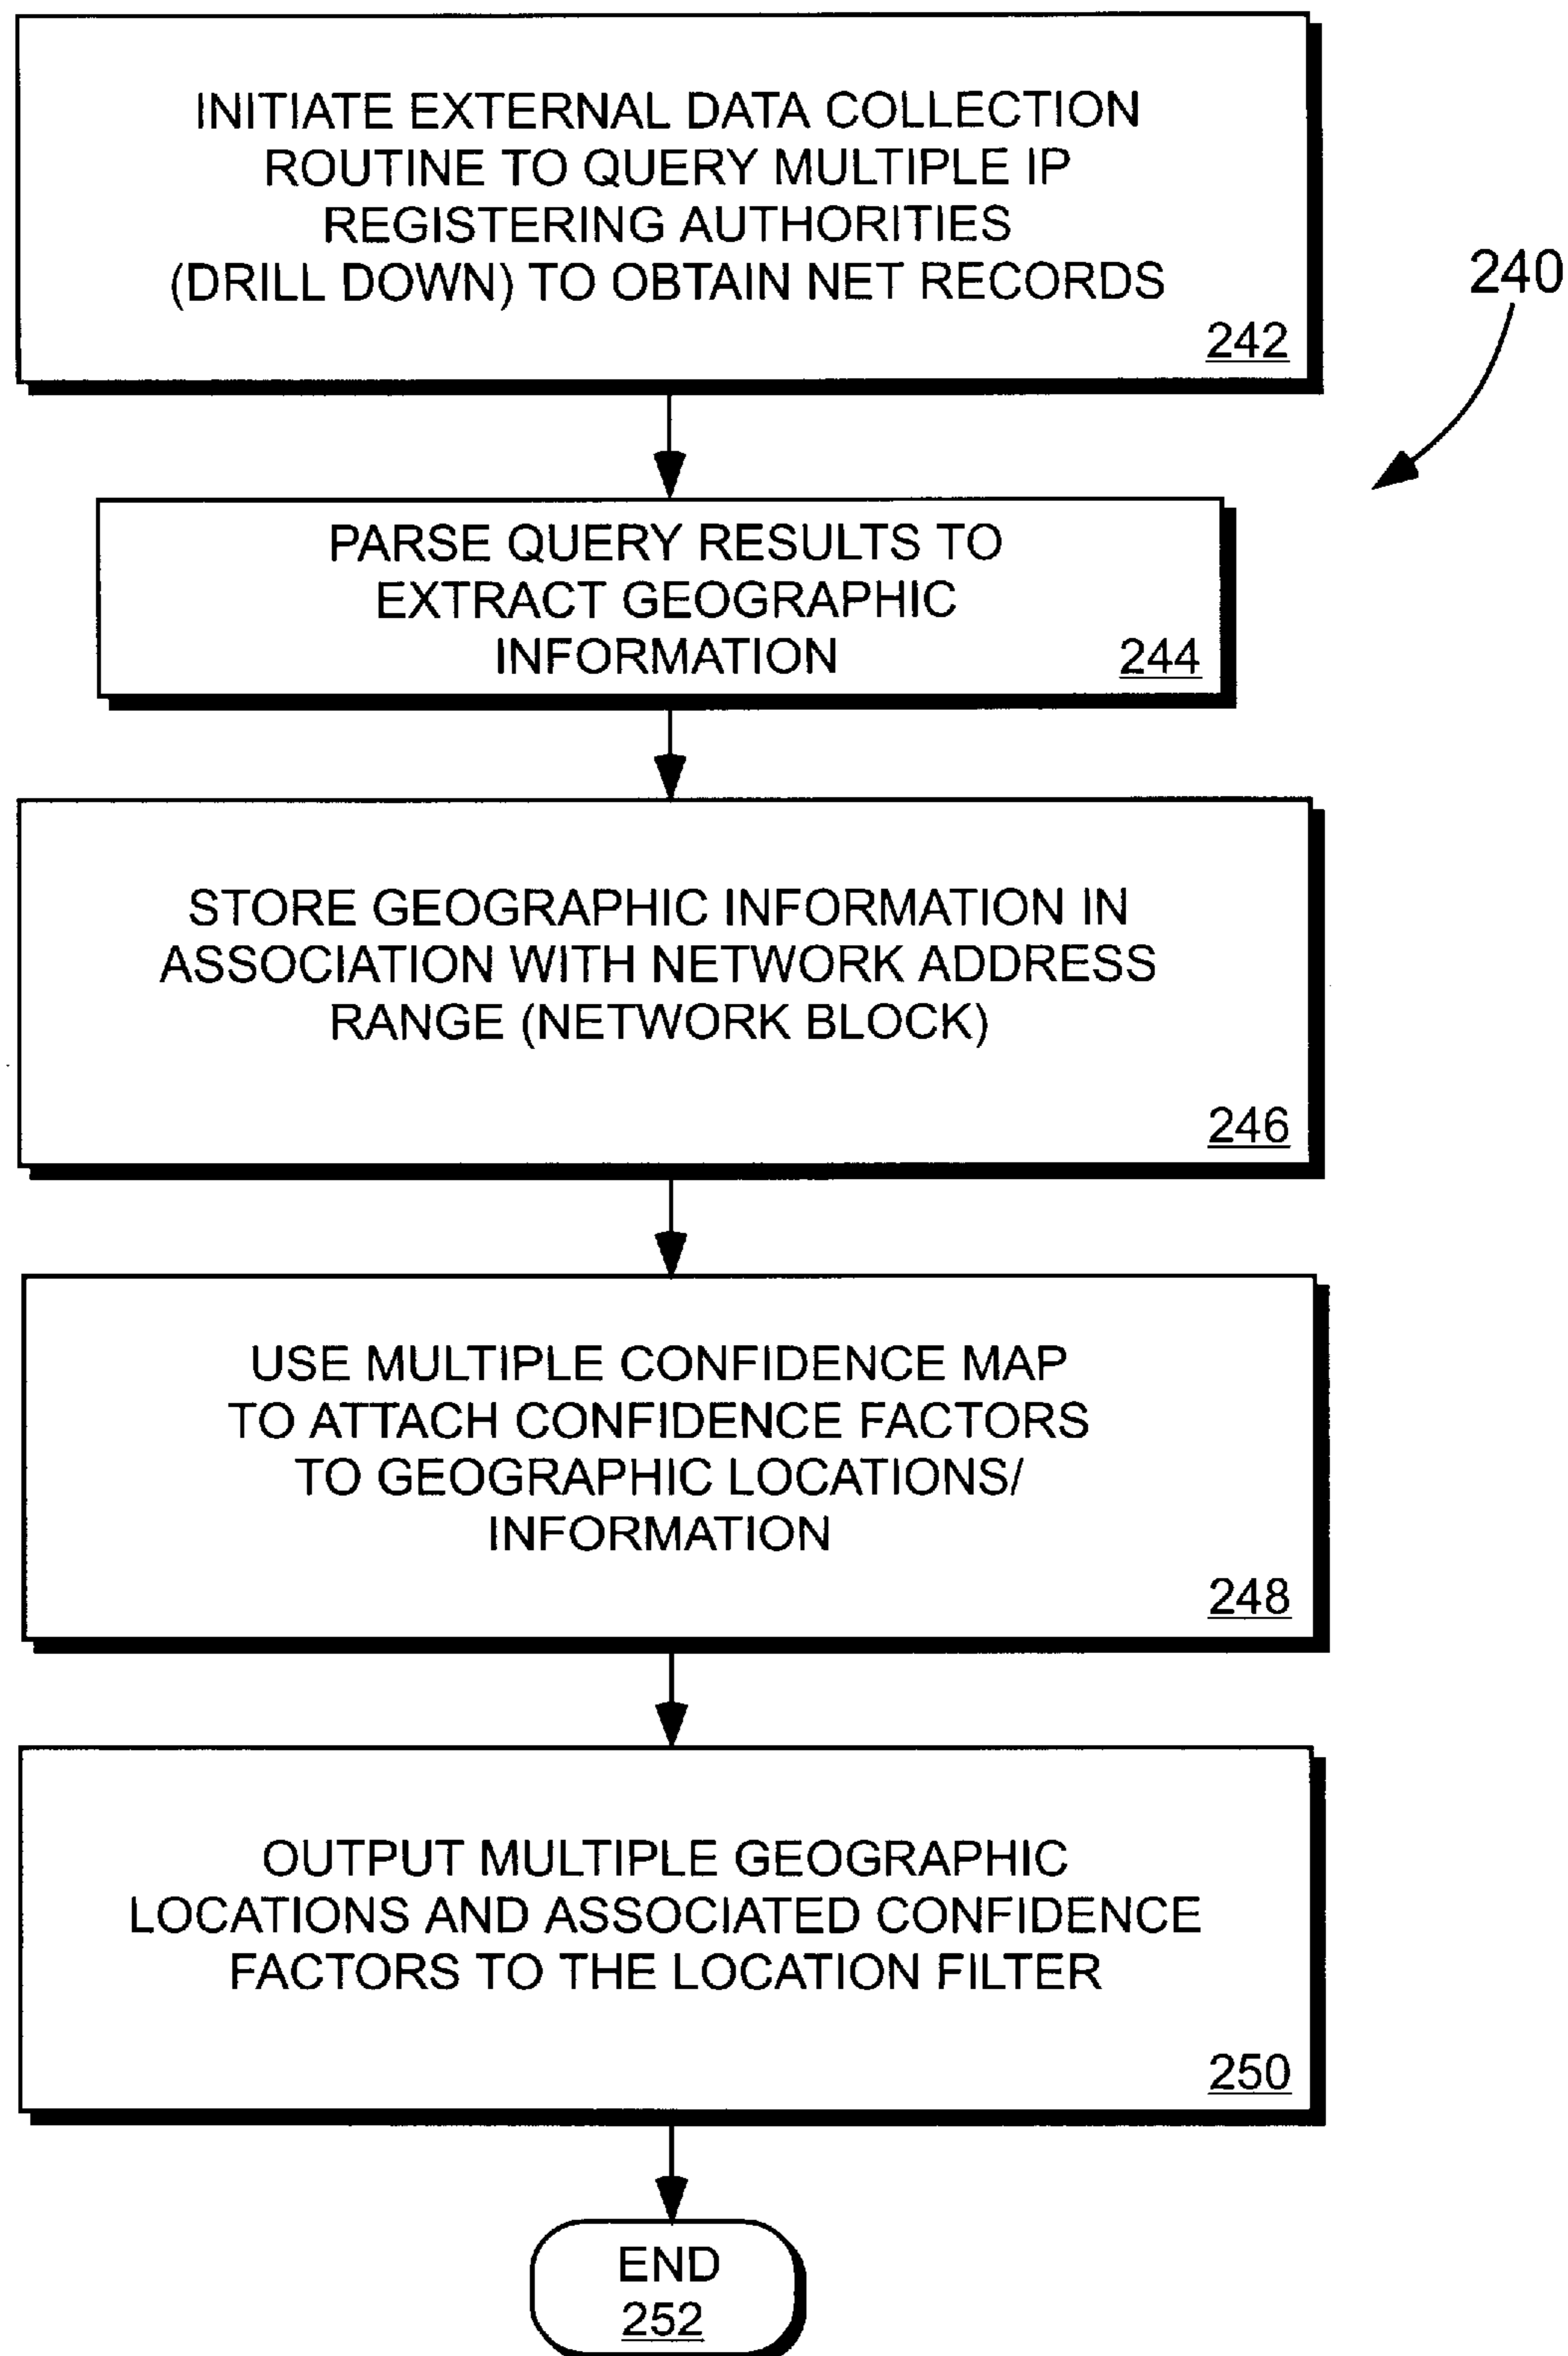 INITIATE EXTERNAL DATA COLLECTION
ROUTINE TO QUERY MULTIPLE IP
REGISTERING AUTHORITIES
(DRILL DOWN) TO OBTAIN NET RECORDS
242
240
PARSE QUERY RESULTS TO
EXTRACT GEOGRAPHIC
INFORMATION
244
STORE GEOGRAPHIC INFORMATION IN
ASSOCIATION WITH NETWORK ADDRESS
RANGE (NETWORK BLOCK)
246
USE MULTIPLE CONFIDENCE MAP
TO ATTACH CONFIDENCE FACTORS
TO GEOGRAPHIC LOCATIONS/
INFORMATION
248
OUTPUT MULTIPLE GEOGRAPHIC
LOCATIONS AND ASSOCIATED CONFIDENCE
FACTORS TO THE LOCATION FILTER
250
END
252